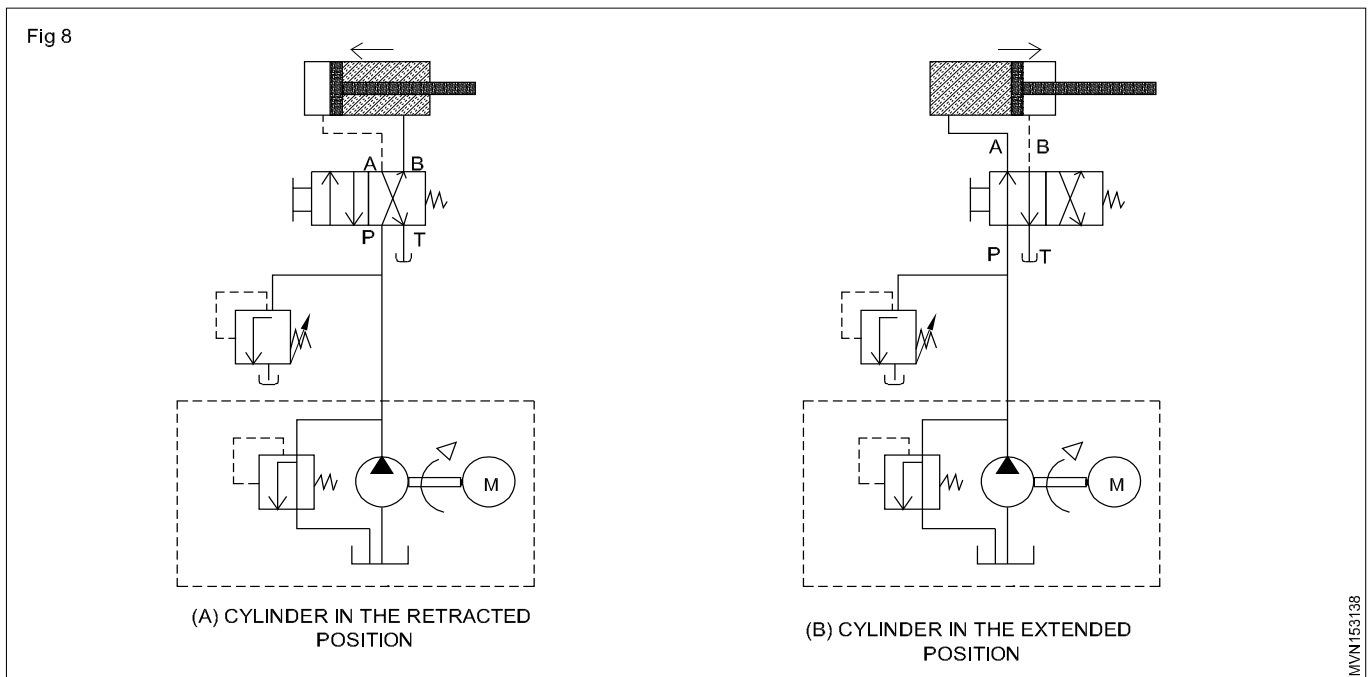 Fig 8
A
B
P
T
M
(A) CYLINDER IN THE RETRACTED
POSITION
A
B
P
T
M
(B) CYLINDER IN THE EXTENDED
POSITION
MVN153138